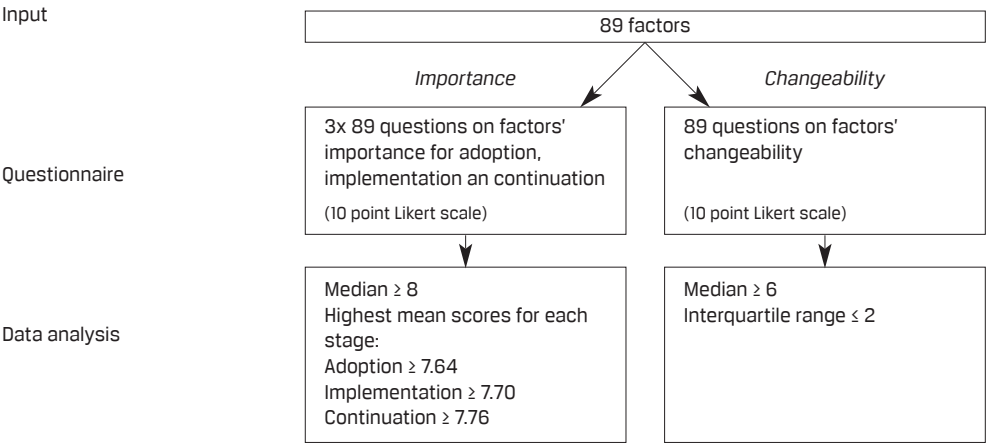 Input
89 factors
Importance
Changeability
Questionnaire
3x 89 questions on factors'
importance for adoption,
implementation an continuation
(10 point Likert scale)
89 questions on factors'
changeability
(10 point Likert scale)
Data analysis
Median ≥ 8
Highest mean scores for each
stage:
Adoption ≥ 7.64
Implementation ≥ 7.70
Continuation ≥ 7.76
Median ≥ 6
Interquartile range ≤ 2